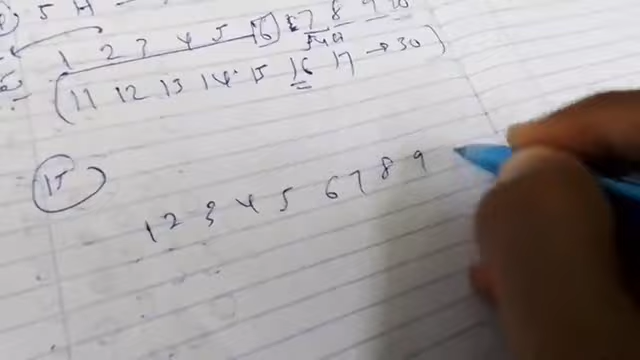 5 H
1 2 3 4 5 6 7 8 9 10
(11 12 13 14 15 16 17 → 30)
15
1 2 3 4 5 6 7 8 9